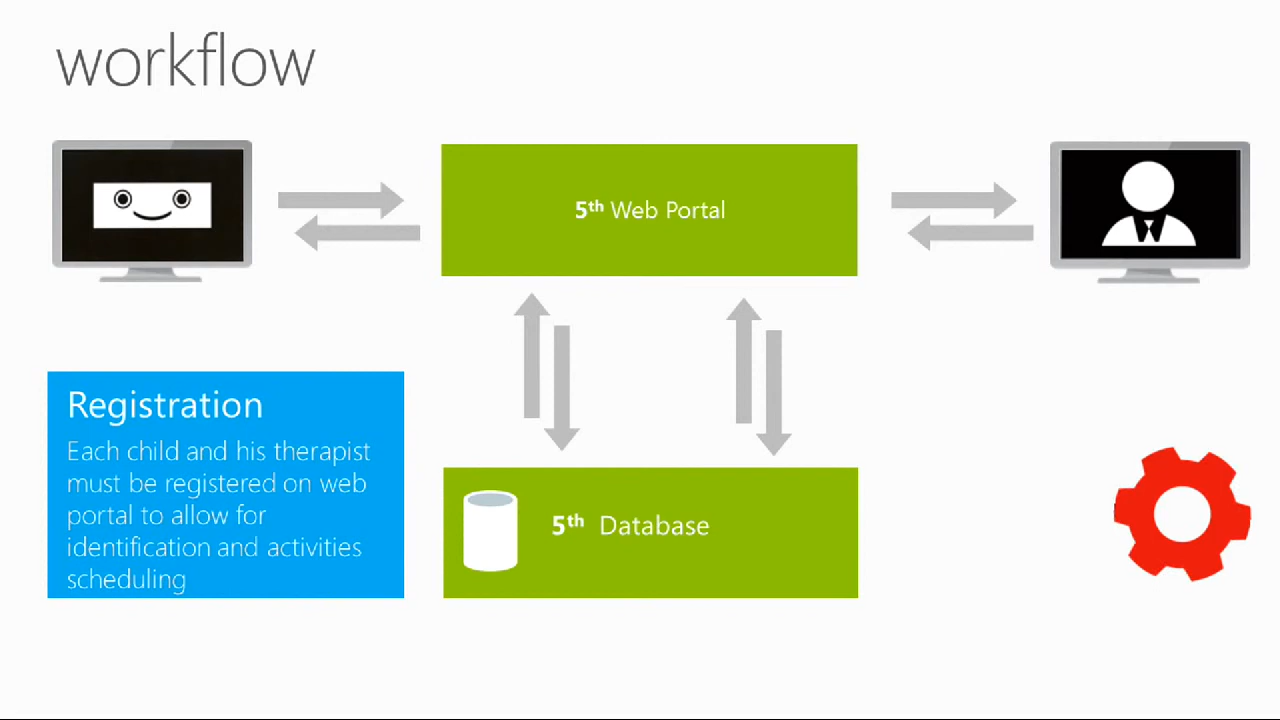 workflow
5th Web Portal
Registration
Each child and his therapist
must be registered on web
portal to allow for
identification and activities
scheduling
5th Database